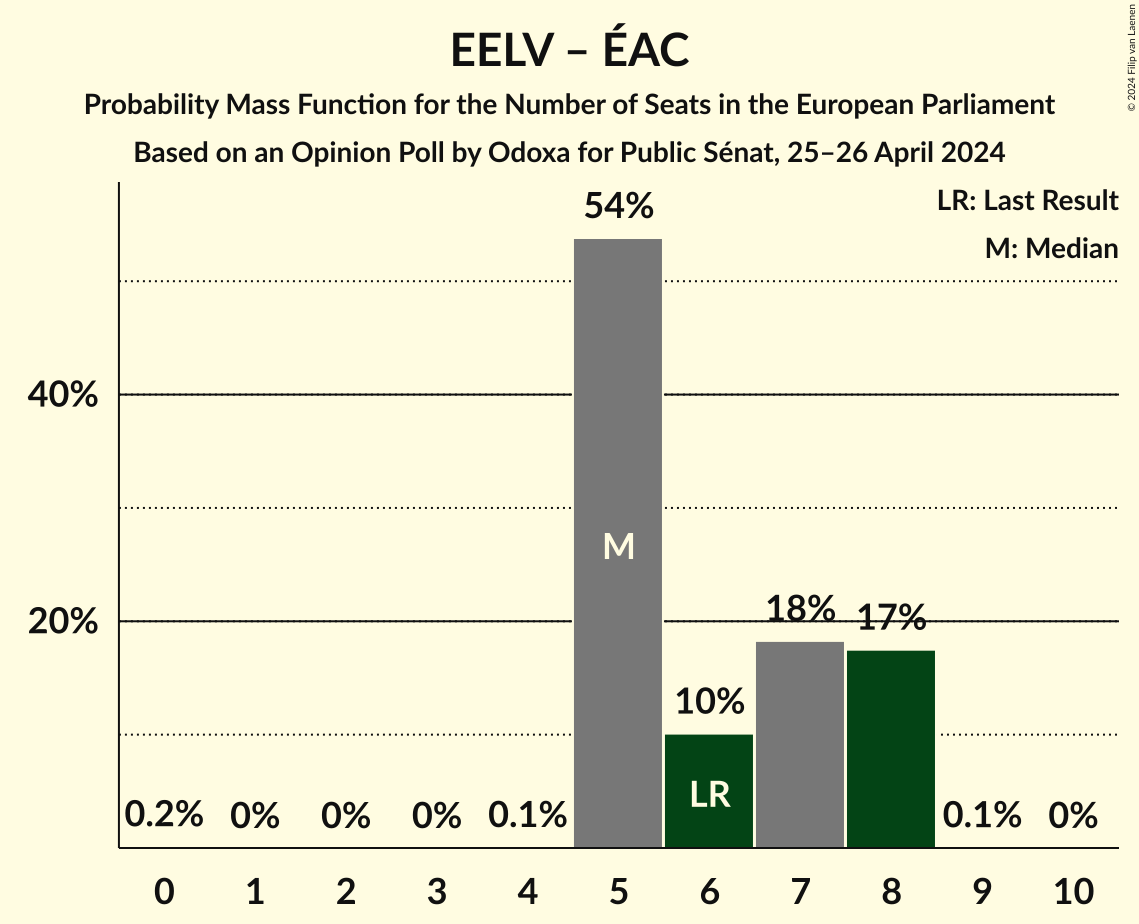 EELV – ÉAC
Probability Mass Function for the Number of Seats in the European Parliament
Based on an Opinion Poll by Odoxa for Public Sénat, 25–26 April 2024
© 2024 Filip van Laenen
LR: Last Result
M: Median
54%
40%
M
20%
18%
17%
10%
LR
0.2% 0% 0% 0% 0.1% 0.1% 0%
0 1 2 3 4 5 6 7 8 9 10